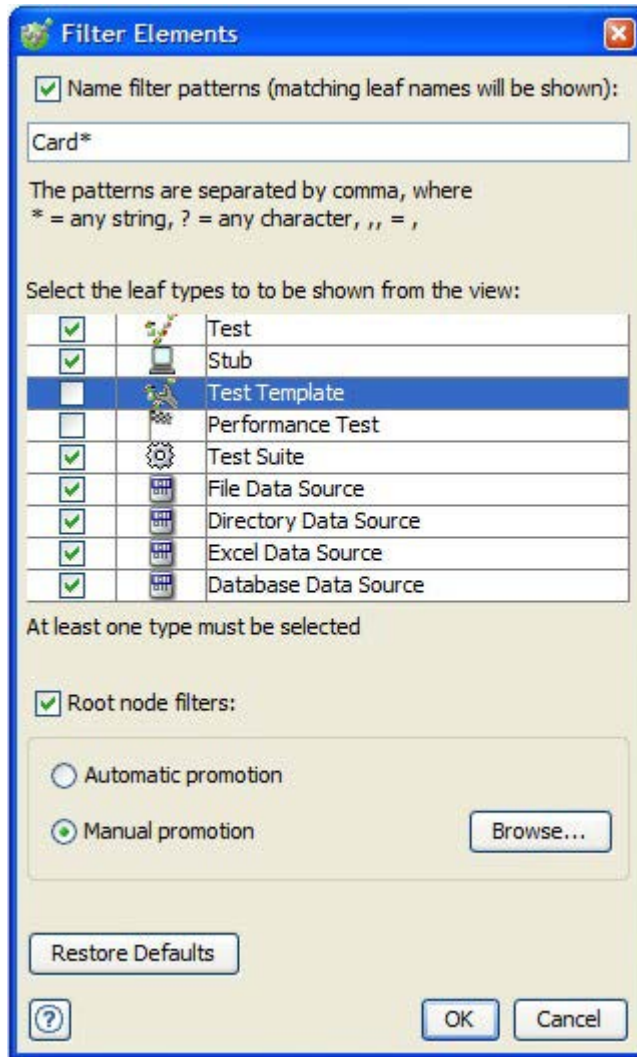 Filter Elements
Name filter patterns (matching leaf names will be shown):
Card*
The patterns are separated by comma, where
* = any string, ? = any character, ,, = ,
Select the leaf types to to be shown from the view:
Test
Stub
Test Template
Performance Test
Test Suite
File Data Source
Directory Data Source
Excel Data Source
Database Data Source
At least one type must be selected
Root node filters:
Automatic promotion
Manual promotion
Browse...
Restore Defaults
?
OK
Cancel